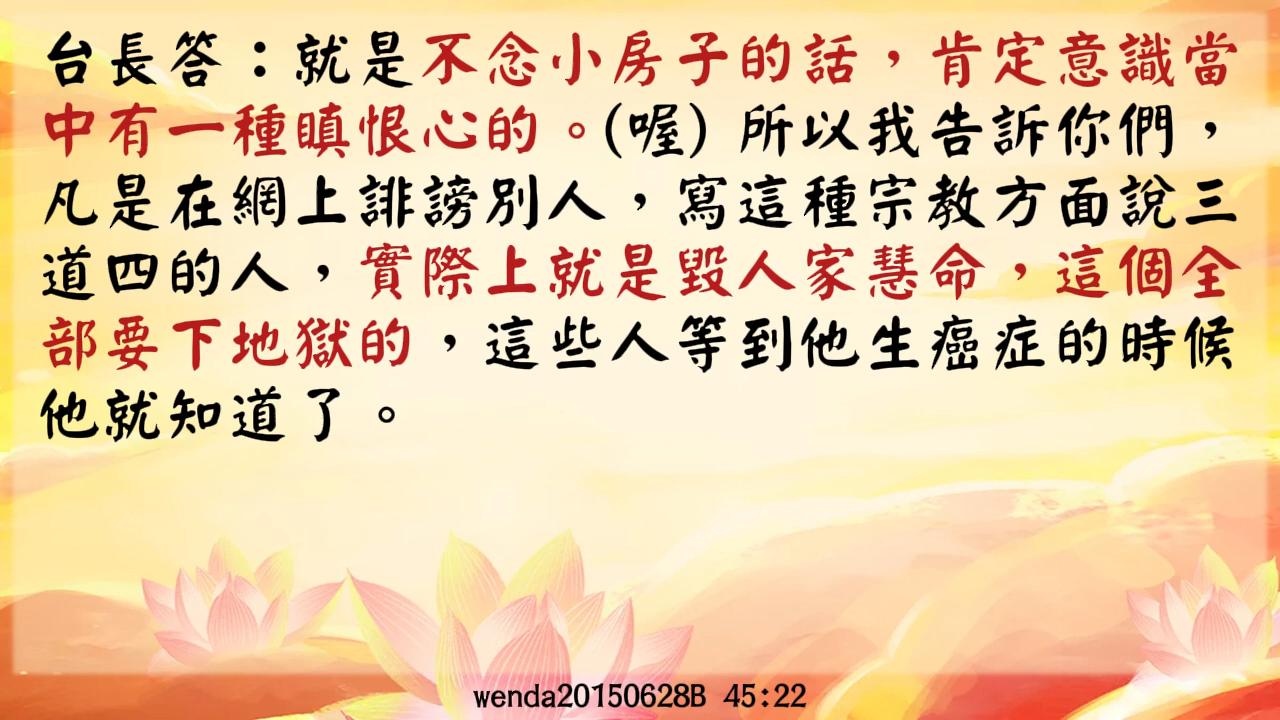 台長答：就是不念小房子的話，肯定意識當
中有一種瞋恨心的。(喔) 所以我告訴你們，
凡是在網上誹謗別人，寫這種宗教方面說三
道四的人，實際上就是毀人家慧命，這個全
部要下地獄的，這些人等到他生癌症的時候
他就知道了。
wenda20150628B 45:22